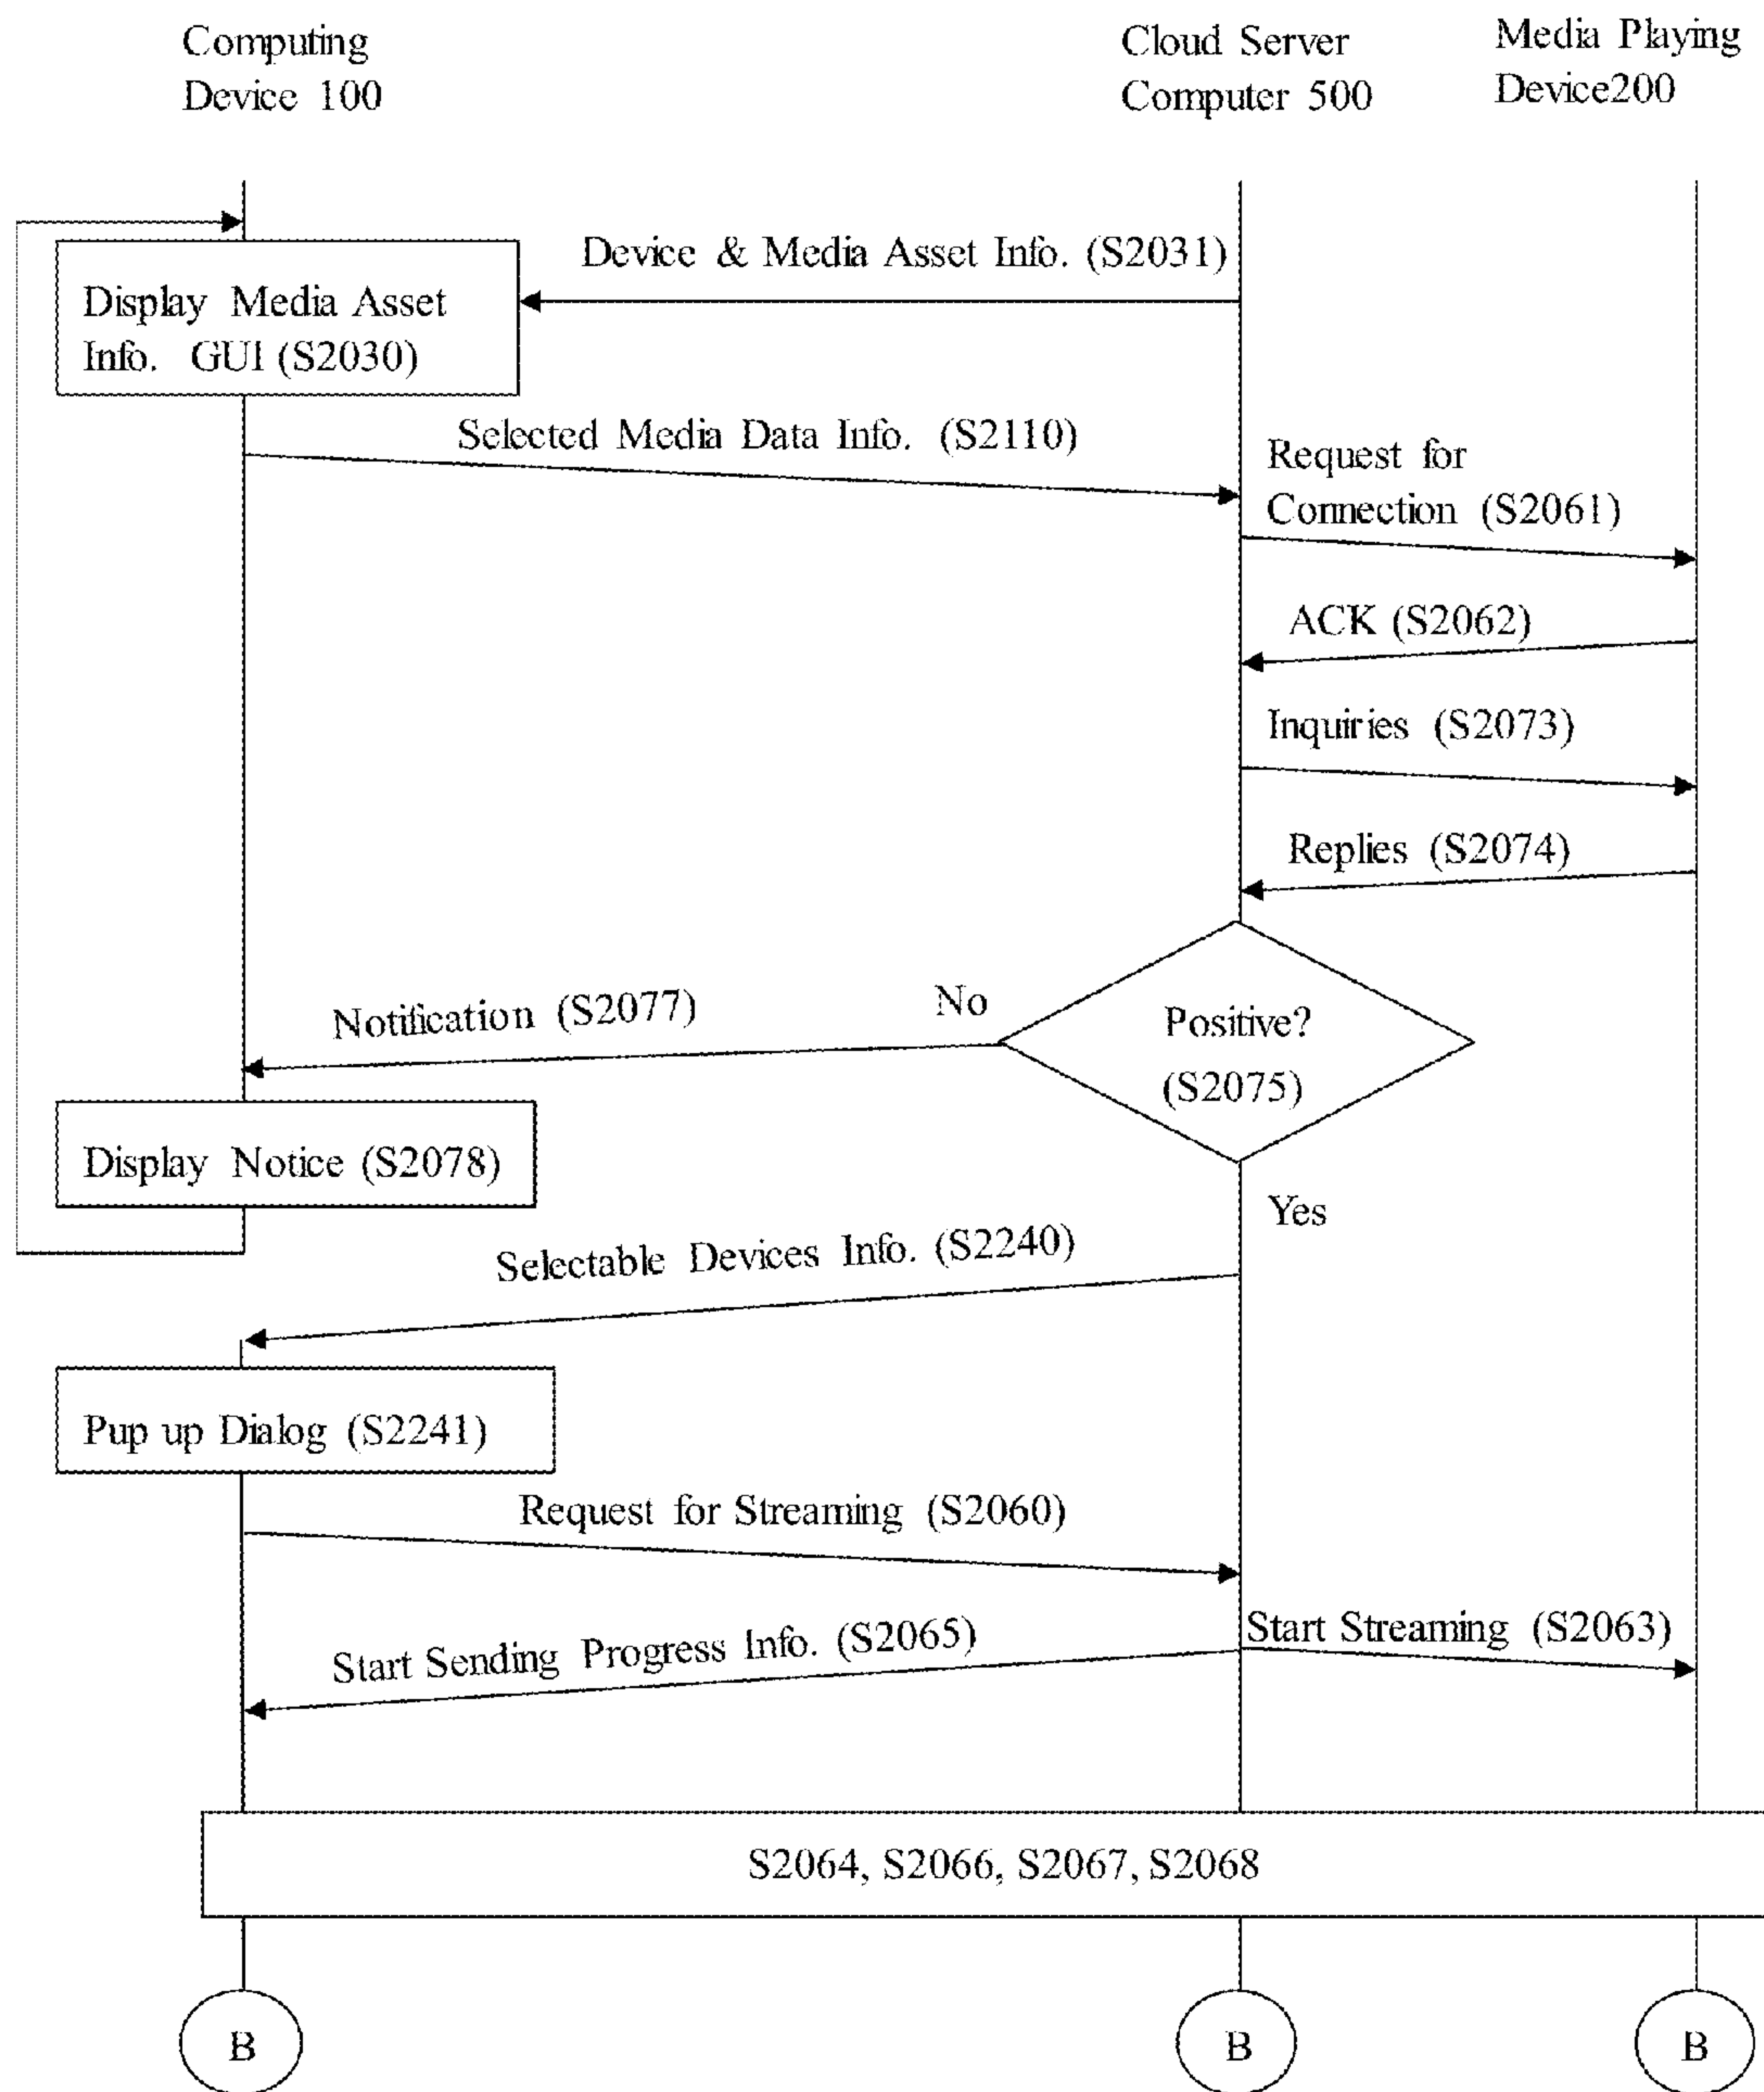 Computing
Device 100
Cloud Server
Computer 500
Media Playing
Device200
Device & Media Asset Info. (S2031)
Display Media Asset
Info. GUI (S2030)
Selected Media Data Info. (S2110)
Request for
Connection (S2061)
ACK (S2062)
Inquiries (S2073)
Replies (S2074)
Notification (S2077)
No
Positive?
(S2075)
Display Notice (S2078)
Yes
Selectable Devices Info. (S2240)
Pup up Dialog (S2241)
Request for Streaming (S2060)
Start Sending Progress Info. (S2065)
Start Streaming (S2063)
S2064, S2066, S2067, S2068
B
B
B